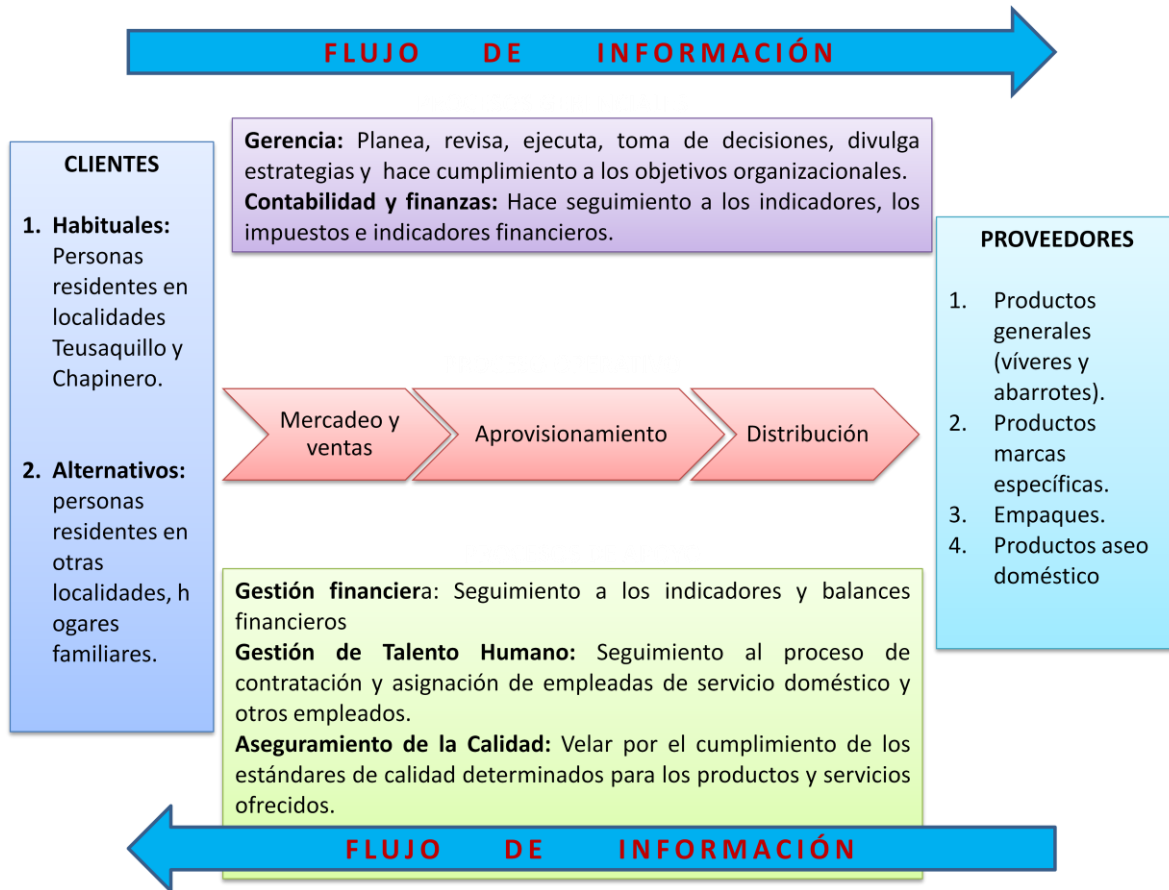 FLUJO DE INFORMACIÓN
CLIENTES
1. Habituales:
Personas
residentes en
localidades
Teusaquillo y
Chapinero.
2. Alternativos:
personas
residentes en
otras
localidades, h
ogares
familiares.
Gerencia: Planea, revisa, ejecuta, toma de decisiones, divulga
estrategias y hace cumplimiento a los objetivos organizacionales.
Contabilidad y finanzas: Hace seguimiento a los indicadores, los
impuestos e indicadores financieros.
Mercadeo y
ventas
Aprovisionamiento
Distribución
Gestión financiera: Seguimiento a los indicadores y balances
financieros
Gestión de Talento Humano: Seguimiento al proceso de
contratación y asignación de empleadas de servicio doméstico y
otros empleados.
Aseguramiento de la Calidad: Velar por el cumplimiento de los
estándares de calidad determinados para los productos y servicios
ofrecidos.
PROVEEDORES
1. Productos
generales
(víveres y
abarrotes).
2. Productos
marcas
específicas.
3. Empaques.
4. Productos aseo
doméstico
FLUJO DE INFORMACIÓN